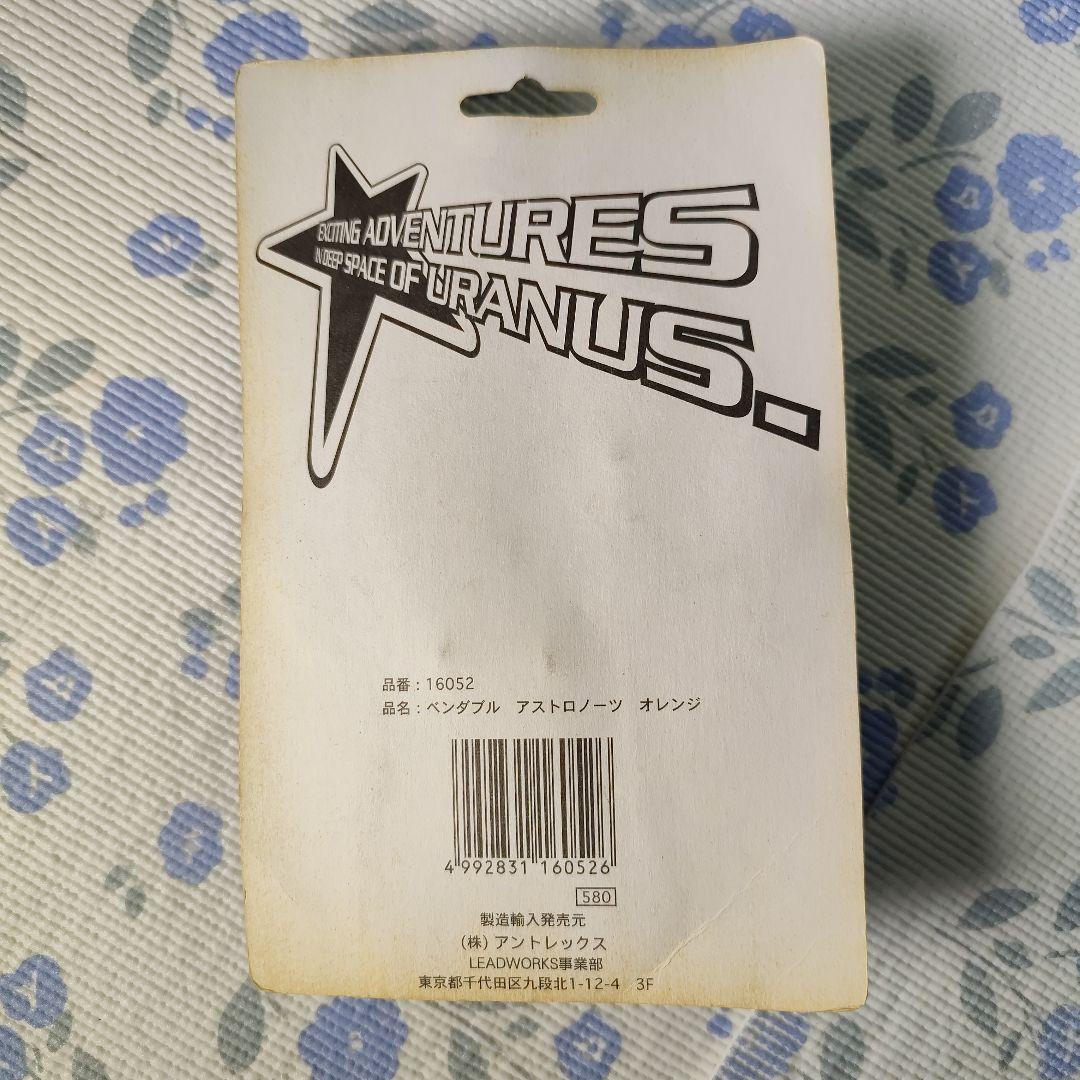 EXCITING ADVENTURES
IN DEEP SPACE OF URANUS.
品番:16052
品名:ベンダブル　アストロノーツ　オレンジ
4 992831 160526
580
製造輸入発売元
(株)アントレックス
LEADWORKS事業部
東京都千代田区九段北1-12-4　3F